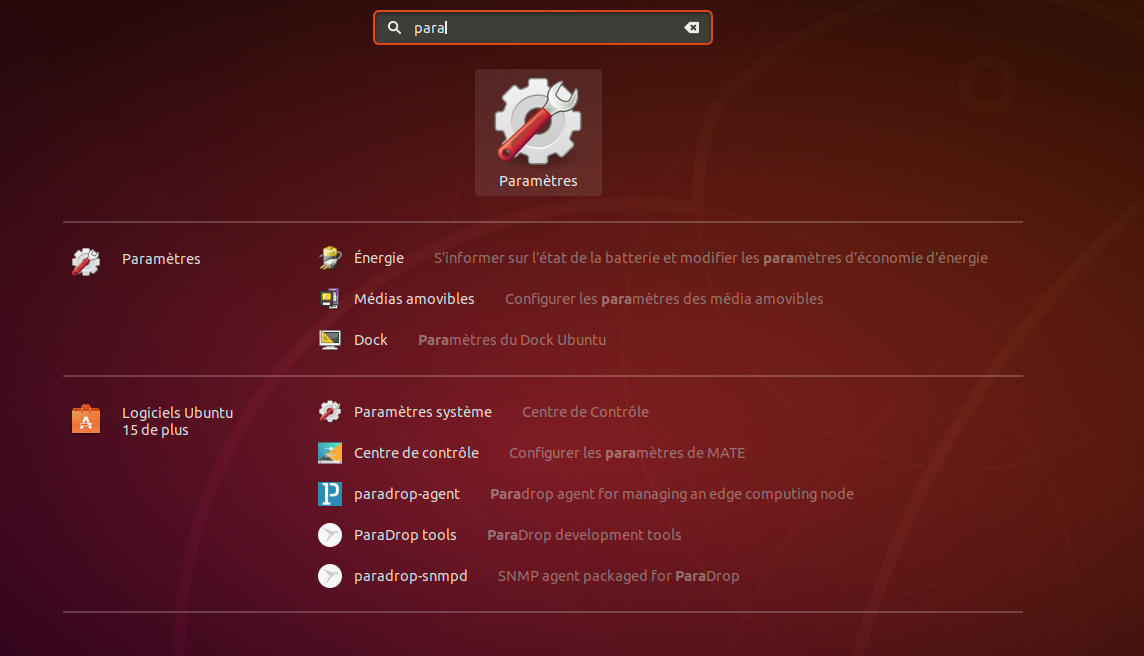 para
Paramètres
Paramètres
Énergie S’informer sur l’état de la batterie et modifier les paramètres d’économie d’énergie
Médias amovibles Configurer les paramètres des média amovibles
Dock Paramètres du Dock Ubuntu
Logiciels Ubuntu
15 de plus
Paramètres système Centre de Contrôle
Centre de contrôle Configurer les paramètres de MATE
paradrop-agent Paradrop agent for managing an edge computing node
ParaDrop tools ParaDrop development tools
paradrop-snmpd SNMP agent packaged for ParaDrop